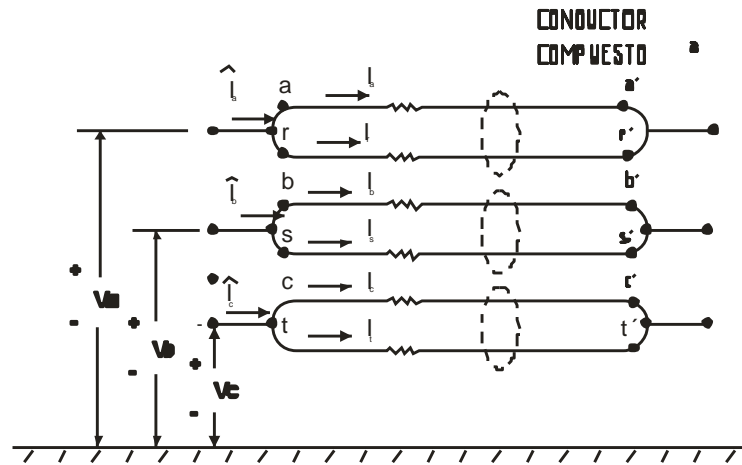 CONDUCTOR
COMPUESTO a
Î a
a I a a´
r I r r´
Î b
b I b b´
s I s s´
Î c
c I c c´
- t I t t´
+ Va -
+ Vb -
+ Vc -